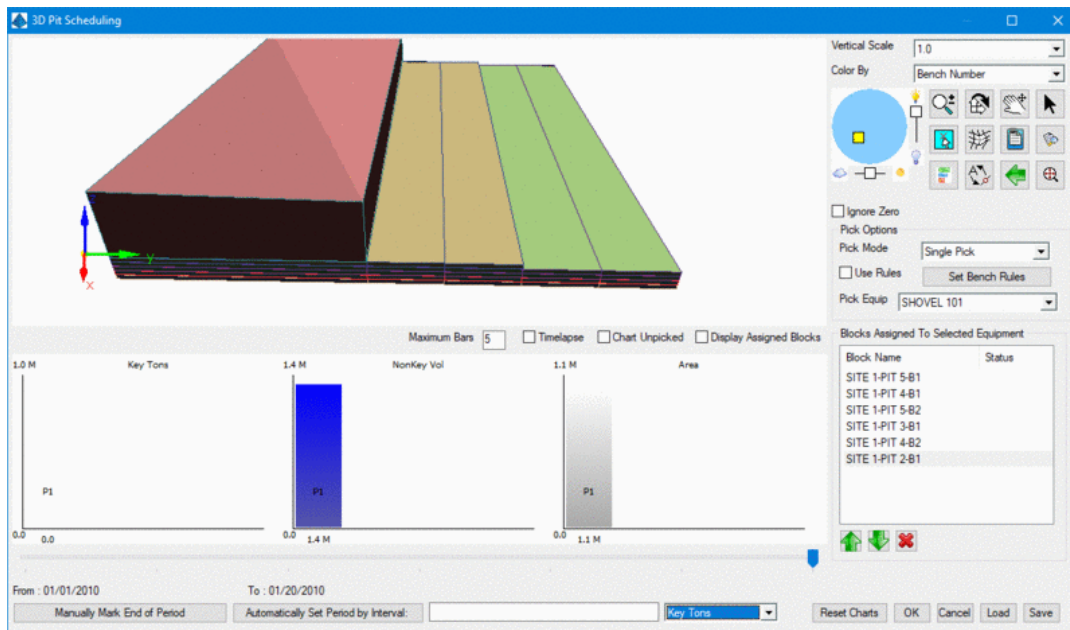 3D Pit Scheduling
Vertical Scale 1.0
Color By Bench Number
Ignore Zero
Pick Options
Pick Mode Single Pick
Use Rules Set Bench Rules
Pick Equip SHOVEL 101
y
x
Maximum Bars 5 Timelapse Chart Unpicked Display Assigned Blocks
Blocks Assigned To Selected Equipment
Block Name Status
SITE 1-PIT 5-B1
SITE 1-PIT 4-B1
SITE 1-PIT 5-B2
SITE 1-PIT 3-B1
SITE 1-PIT 4-B2
SITE 1-PIT 2-B1
1.0 M Key Tons 1.4 M NonKey Vol 1.1 M Area
P1 P1 P1
0.0 0.0 0.0 1.4 M 0.0 1.1 M
From : 01/01/2010 To : 01/20/2010
Manually Mark End of Period Automatically Set Period by Interval: Key Tons Reset Charts OK Cancel Load Save